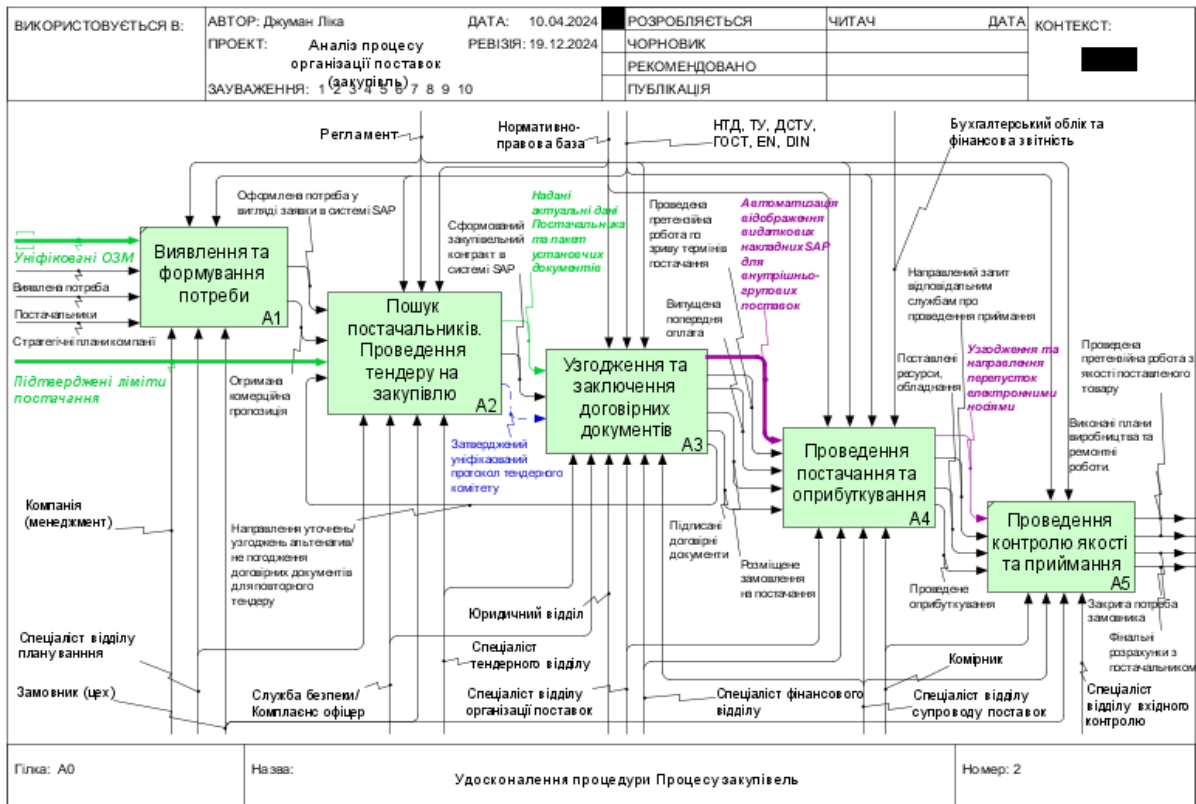 ВИКОРИСТОВУЄТЬСЯ В:
АВТОР: Джуман Ліка
ДАТА: 10.04.2024
ПРОЕКТ: Аналіз процесу
організації поставок
(закупівль)
РЕВІЗІЯ: 19.12.2024
ЗАУВАЖЕННЯ: 1 2 3 4 5 6 7 8 9 10
РОЗРОБЛЯЄТЬСЯ
ЧОРНОВИК
РЕКОМЕНДОВАНО
ПУБЛІКАЦІЯ
ЧИТАЧ
ДАТА
КОНТЕКСТ:
Регламент
Нормативно-
правова база
НТД, ТУ, ДСТУ,
ГОСТ, EN, DIN
Бухгалтерський облік та
фінансова звітність
Оформлена потреба у
вигляді заявки в системі SAP
Уніфіковані ОЗМ
Виявлена потреба
Постачальники
Стратегічні плани компанії
Підтверджені ліміти
постачання
Виявлення та
формування
потреби
A1
Отримана
комерційна
пропозиція
Пошук
постачальників.
Проведення
тендеру на
закупівлю
A2
Сформований
закупівельний
контракт в
системі SAP
Надані
актуальні дані
Постачальника
та пакет
установчих
документів
Затверджений
уніфікаований
протокол тендерного
комітету
Узгодження та
заключення
договірних
документів
A3
Проведена
претензійна
робота по
зриву термінів
постачання
Випущена
попередня
оплата
Автоматизація
відображення
видаткових
накладних SAP
для
внутрішньо-
групових
поставок
Підписані
договірні
документи
Розміщене
замовлення
на постачання
Проведення
постачання та
оприбуткування
A4
Направлений запит
відповідальним
службам про
проведення приймання
Поставлені
ресурси,
обладнання
Узгодження та
направлення
перепусток
електронними
носіями
Проведене
оприбуткування
Проведення
контролю якості
та приймання
A5
Проведена
претензійна робота з
якості поставленого
товару
Виконані плани
виробництва та
ремонтні
роботи.
Закрита потреба
замовника
Фінальні
розрахунки з
постачальником
Направлення уточнень/
узгоджень альтенатив/
не погодження
договірних документів
для повторного
тендеру
Компанія
(менеджмент)
Спеціаліст відділу
плануванння
Замовник (цех)
Служба безпеки/
Комплаєнс офіцер
Юридичний відділ
Спеціаліст
тендерного відділу
Спеціаліст відділу
організації поставок
Спеціаліст фінансового
відділу
Комірник
Спеціаліст відділу
супроводу поставок
Спеціаліст
відділу вхідного
контролю
Гілка: A0
Назва:
Удосконалення процедури Процесу закупівель
Номер: 2